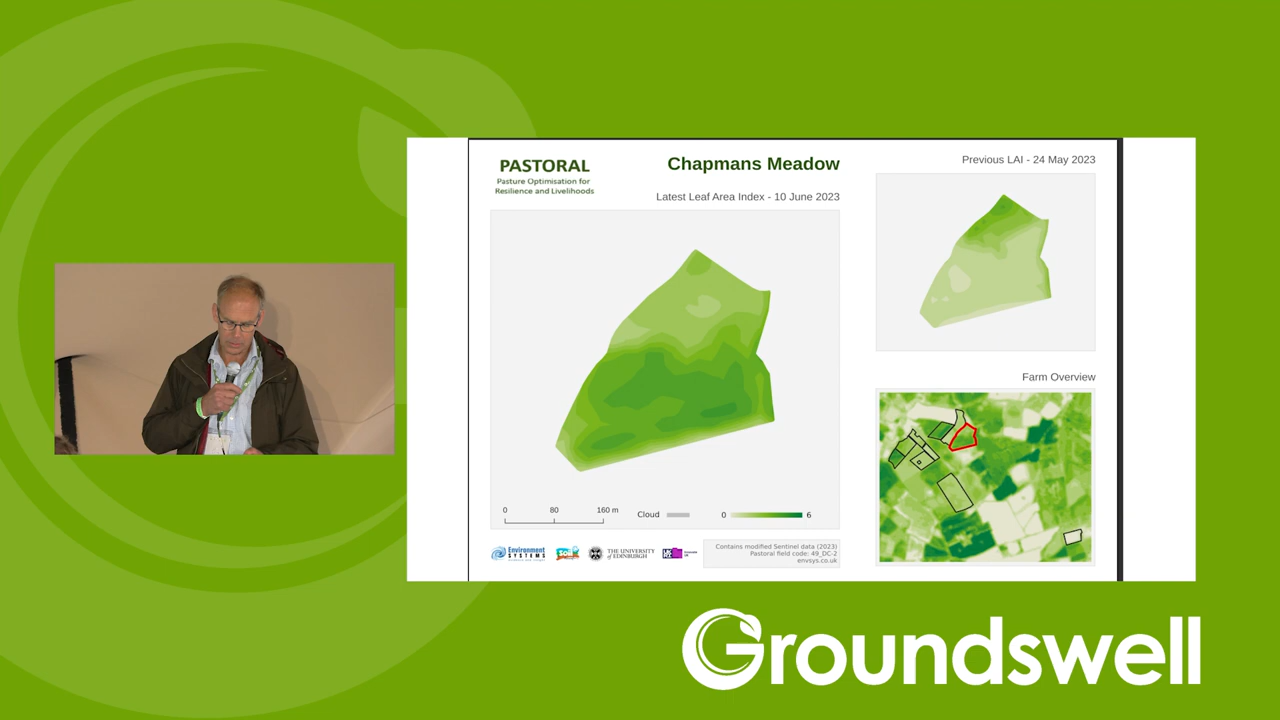 PASTORAL
Pasture Optimisation for
Resilience and Livelihoods
Chapmans Meadow
Latest Leaf Area Index - 10 June 2023
0 80 160 m
Cloud
0 6
Environment
SYSTEMS
THE UNIVERSITY
of EDINBURGH
Contains modified Sentinel data (2023)
Pastoral field code: 49_DC-2
envsys.co.uk
Previous LAI - 24 May 2023
Farm Overview
Groundswell